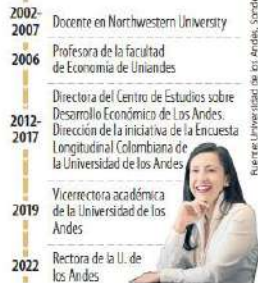 2002-
2007
Docente en Northwestern University
2006
Profesora de la facultad
de Economía de Uniandes
2012-
2017
Directora del Centro de Estudios sobre
Desarrollo Económico de Los Andes.
Dirección de la iniciativa de la Encuesta
Longitudinal Colombiana de
la Universidad de los Andes
2019
Vicerrectora académica
de la Universidad de los
Andes
2022
Rectora de la U. de
los Andes
Fuente: Universidad de los Andes,